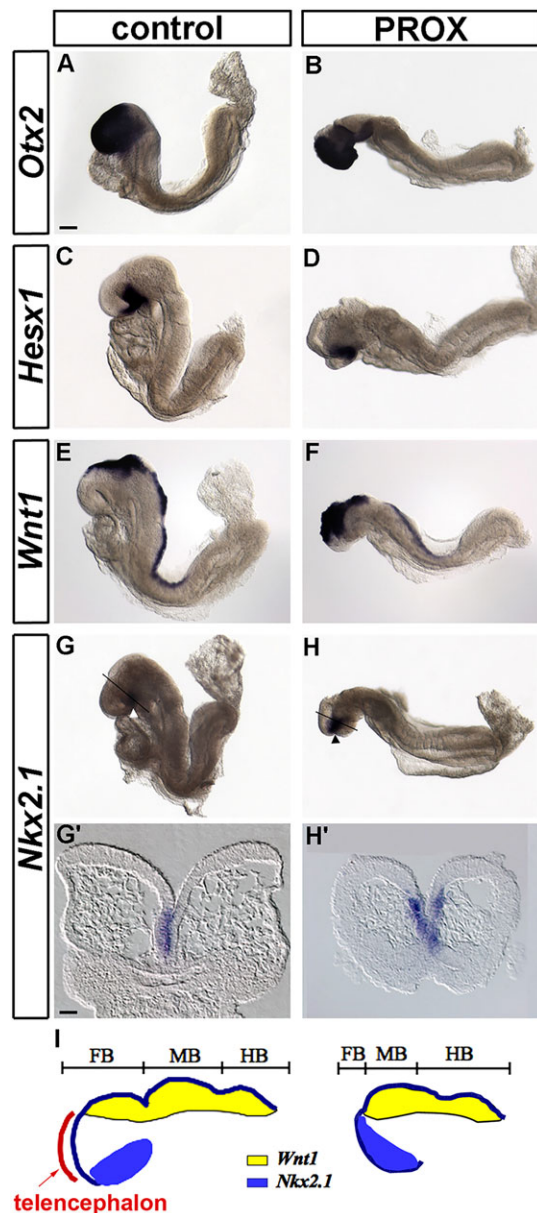 control PROX
Otx2
A B
Hesx1
C D
Wnt1
E F
Nkx2.1
G H
G' H'
I
FB MB HB FB MB HB
Wnt1
Nkx2.1
telencephalon